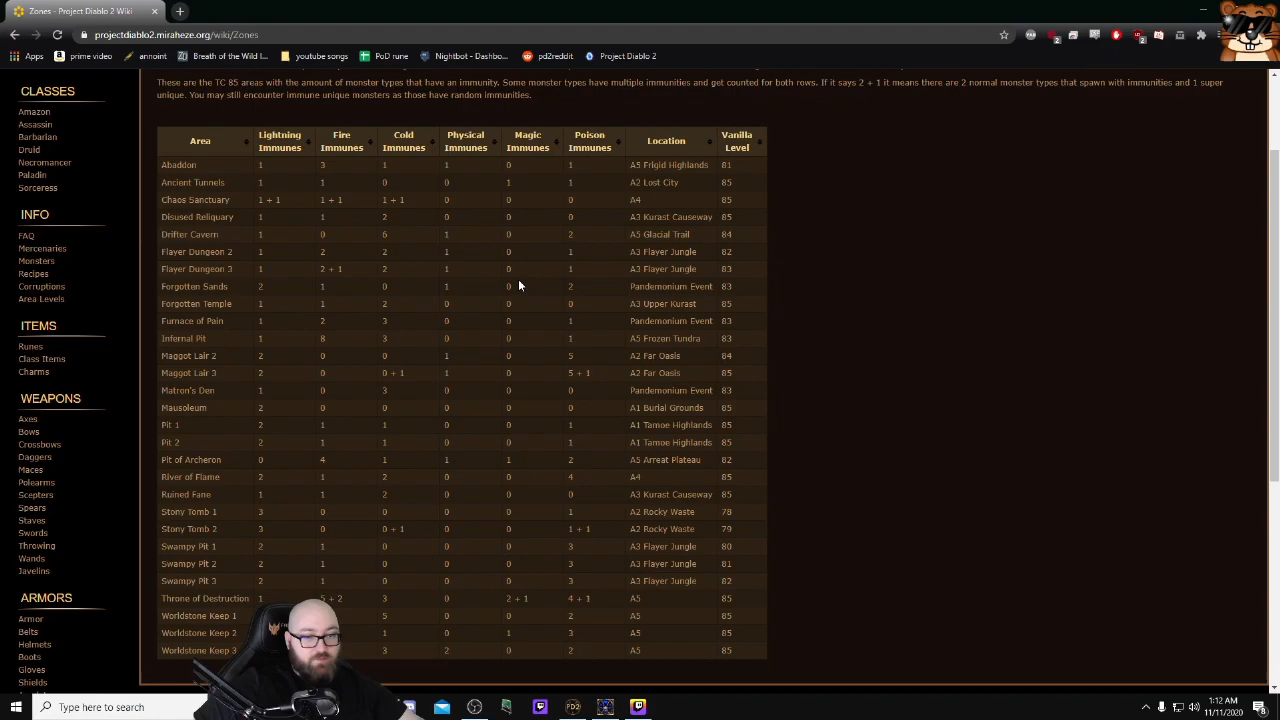 Zones - Project Diablo 2 Wiki
projectdiablo2.miraheze.org/wiki/Zones
Apps prime video annoint Breath of the Wild I... youtube songs PoD rune Nightbot - Dashbo... pd2reddit Project Diablo 2
These are the TC 85 areas with the amount of monster types that have an immunity. Some monster types have multiple immunities and get counted for both rows. If it says 2 + 1 it means there are 2 normal monster types that spawn with immunities and 1 super
unique. You may still encounter immune unique monsters as those have random immunities.
CLASSES
Amazon
Assassin
Barbarian
Druid
Necromancer
Paladin
Sorceress
INFO
FAQ
Mercenaries
Monsters
Recipes
Corruptions
Area Levels
ITEMS
Runes
Class Items
Charms
WEAPONS
Axes
Bows
Crossbows
Daggers
Maces
Polearms
Scepters
Spears
Staves
Swords
Throwing
Wands
Javelins
ARMORS
Armor
Belts
Helmets
Boots
Gloves
Shields
Area Lightning Immunes Fire Immunes Cold Immunes Physical Immunes Magic Immunes Poison Immunes Location Vanilla Level
Abaddon 1 3 1 1 0 1 A5 Frigid Highlands 81
Ancient Tunnels 1 1 0 0 1 1 A2 Lost City 85
Chaos Sanctuary 1 + 1 1 + 1 1 + 1 0 0 0 A4 85
Disused Reliquary 1 1 2 0 0 0 A3 Kurast Causeway 85
Drifter Cavern 1 0 6 1 0 2 A5 Glacial Trail 84
Flayer Dungeon 2 1 2 2 1 0 1 A3 Flayer Jungle 82
Flayer Dungeon 3 1 2 + 1 2 1 0 1 A3 Flayer Jungle 83
Forgotten Sands 2 1 0 1 0 2 Pandemonium Event 83
Forgotten Temple 1 1 2 0 0 0 A3 Upper Kurast 85
Furnace of Pain 1 2 3 0 0 1 Pandemonium Event 83
Infernal Pit 1 8 3 0 0 1 A5 Frozen Tundra 83
Maggot Lair 2 2 0 0 1 0 5 A2 Far Oasis 84
Maggot Lair 3 2 0 0 + 1 1 0 5 + 1 A2 Far Oasis 85
Matron's Den 1 0 3 0 0 0 Pandemonium Event 83
Mausoleum 2 0 0 0 0 0 A1 Burial Grounds 85
Pit 1 2 1 1 0 0 1 A1 Tamoe Highlands 85
Pit 2 2 1 1 0 0 1 A1 Tamoe Highlands 85
Pit of Archeron 0 4 1 1 1 2 A5 Arreat Plateau 82
River of Flame 2 1 2 0 0 4 A4 85
Ruined Fane 1 1 2 0 0 0 A3 Kurast Causeway 85
Stony Tomb 1 3 0 0 0 0 1 A2 Rocky Waste 78
Stony Tomb 2 3 0 0 + 1 0 0 1 + 1 A2 Rocky Waste 79
Swampy Pit 1 2 1 0 0 0 3 A3 Flayer Jungle 80
Swampy Pit 2 2 1 0 0 0 3 A3 Flayer Jungle 81
Swampy Pit 3 2 1 0 0 0 3 A3 Flayer Jungle 82
Throne of Destruction 1 5 + 2 3 0 2 + 1 4 + 1 A5 85
Worldstone Keep 1 5 0 0 2 A5 85
Worldstone Keep 2 1 0 1 3 A5 85
Worldstone Keep 3 3 2 0 2 A5 85
Type here to search
PD2
1:12 AM
11/11/2020